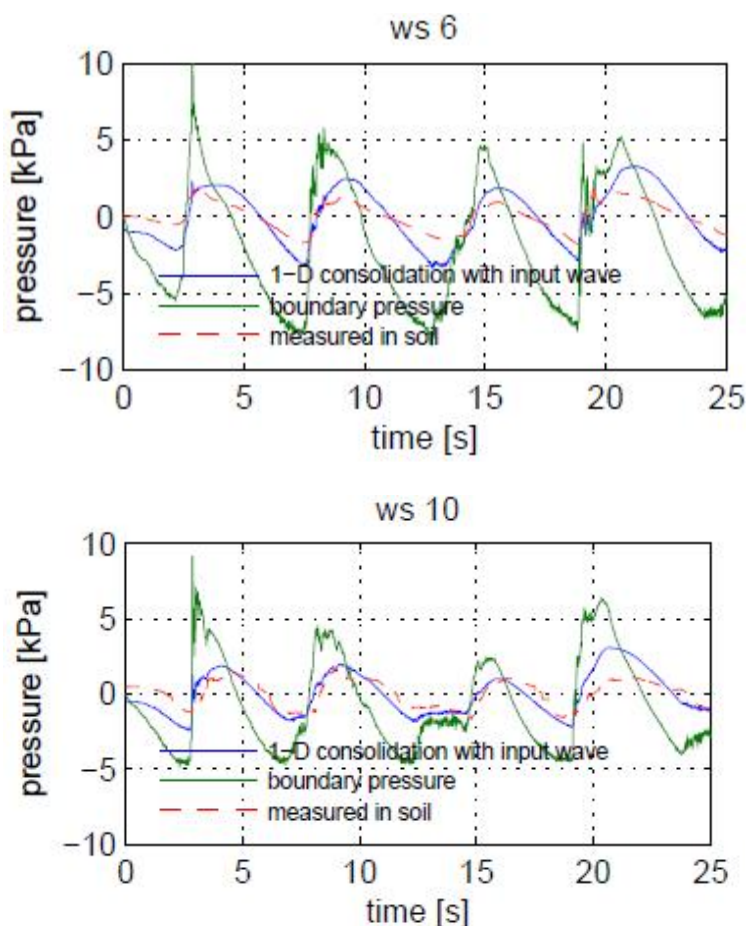 ws 6
10
5
0
−5
−10
pressure [kPa]
1−D consolidation with input wave
boundary pressure
measured in soil
0 5 10 15 20 25
time [s]
ws 10
10
5
0
−5
−10
pressure [kPa]
1−D consolidation with input wave
boundary pressure
measured in soil
0 5 10 15 20 25
time [s]